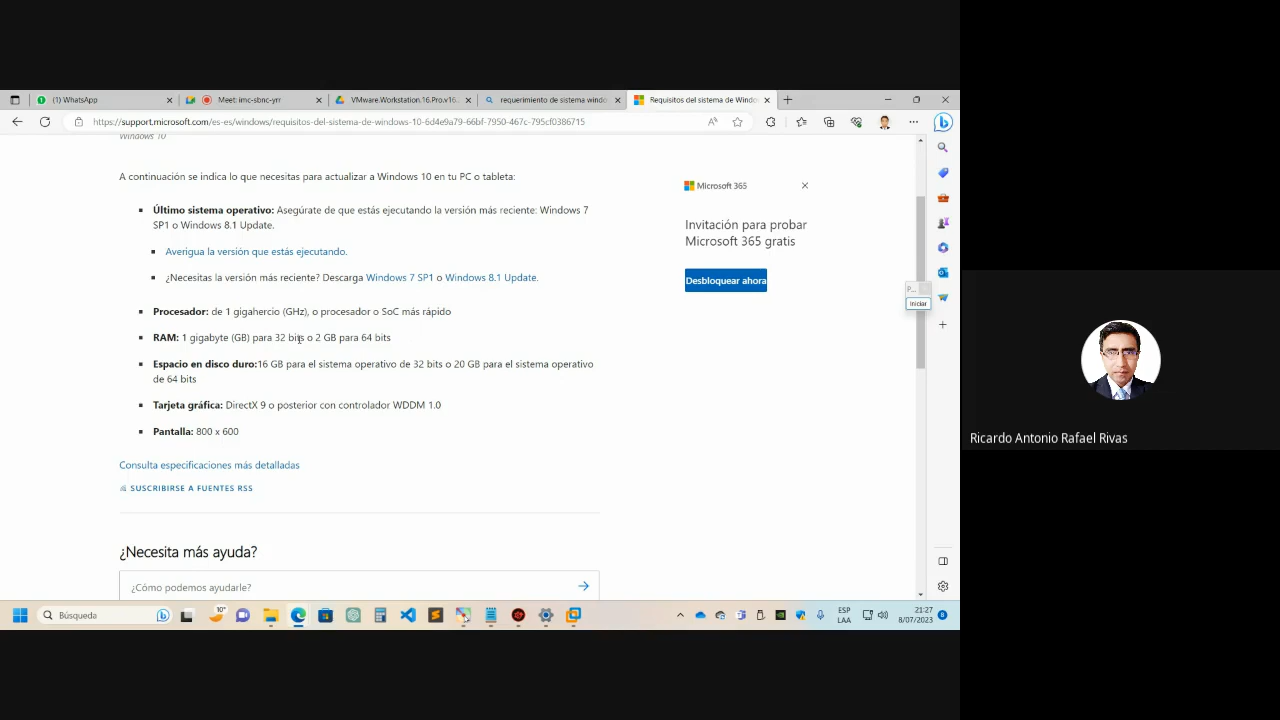 (1) WhatsApp
Meet: imc-sbnc-yrr
VMware.Workstation.16.Pro.v16...
requerimiento de sistema windo
Requisitos del sistema de Windo
https://support.microsoft.com/es-es/windows/requisitos-del-sistema-de-windows-10-6d4e9a79-66bf-7950-467c-795cf0386715
Windows 10
A continuación se indica lo que necesitas para actualizar a Windows 10 en tu PC o tableta:
Último sistema operativo: Asegúrate de que estás ejecutando la versión más reciente: Windows 7
SP1 o Windows 8.1 Update.
Averigua la versión que estás ejecutando.
¿Necesitas la versión más reciente? Descarga Windows 7 SP1 o Windows 8.1 Update.
Procesador: de 1 gigahercio (GHz), o procesador o SoC más rápido
RAM: 1 gigabyte (GB) para 32 bits o 2 GB para 64 bits
Espacio en disco duro:16 GB para el sistema operativo de 32 bits o 20 GB para el sistema operativo
de 64 bits
Tarjeta gráfica: DirectX 9 o posterior con controlador WDDM 1.0
Pantalla: 800 x 600
Consulta especificaciones más detalladas
SUSCRIBIRSE A FUENTES RSS
¿Necesita más ayuda?
¿Cómo podemos ayudarle?
Microsoft 365
Invitación para probar
Microsoft 365 gratis
Desbloquear ahora
P...
Iniciar
Ricardo Antonio Rafael Rivas
Búsqueda
10°
ESP
LAA
21:27
8/07/2023